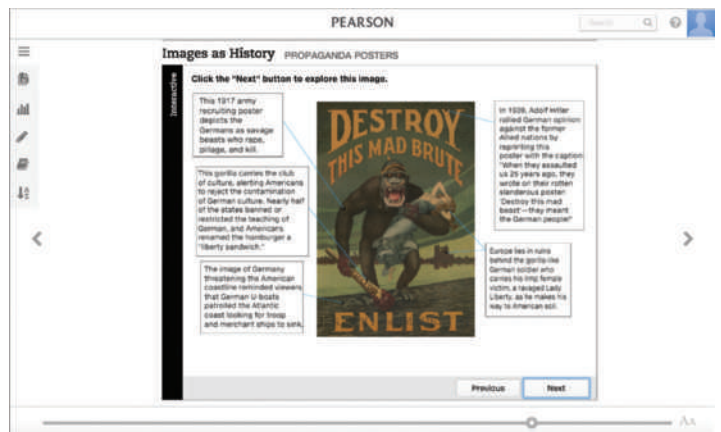 PEARSON
Search
Images as History PROPAGANDA POSTERS
Interactive
Click the "Next" button to explore this image.
This 1917 army
recruiting poster
depicts the
Germans as savage
beasts who rape,
pillage, and kill.
This gorilla carries the club
of culture, alerting Americans
to reject the contamination
of German culture. Nearly half
of the states banned or
restricted the teaching of
German, and Americans
renamed the hamburger a
"liberty sandwich."
The image of Germany
threatening the American
coastline reminded viewers
that German U-boats
patrolled the Atlantic
coast looking for troop
and merchant ships to sink.
DESTROY
THIS MAD BRUTE
ENLIST
In 1939, Adolf Hitler
rallied German opinion
against the former
Allied nations by
reprinting this
poster with the caption
"When they assaulted
us 25 years ago, they
wrote on their rotten
slanderous poster
'Destroy this mad
beast'—they meant
the German people!"
Europe lies in ruins
behind the gorilla-like
German soldier who
carries his limp female
victim, a ravaged Lady
Liberty, as he makes his
way to American soil.
Previous
Next
AA